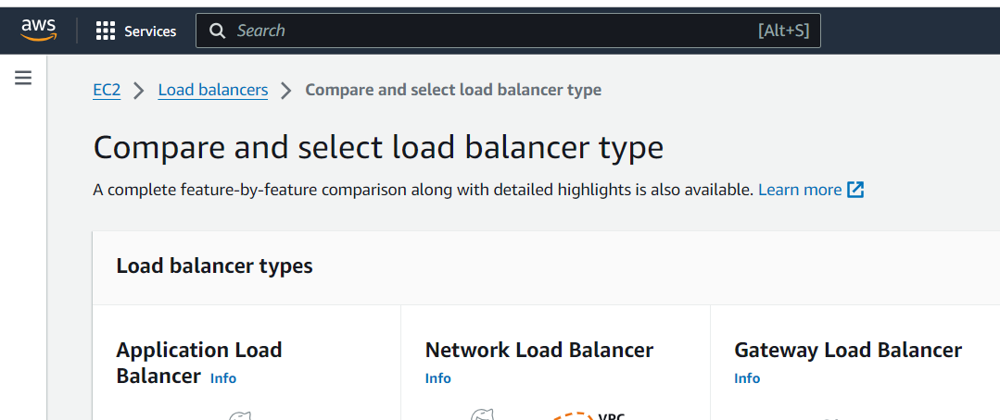 aws
Services
Search
[Alt+S]
EC2 > Load balancers > Compare and select load balancer type
Compare and select load balancer type
A complete feature-by-feature comparison along with detailed highlights is also available. Learn more
Load balancer types
Application Load
Balancer Info
Network Load Balancer
Info
Gateway Load Balancer
Info
VPC